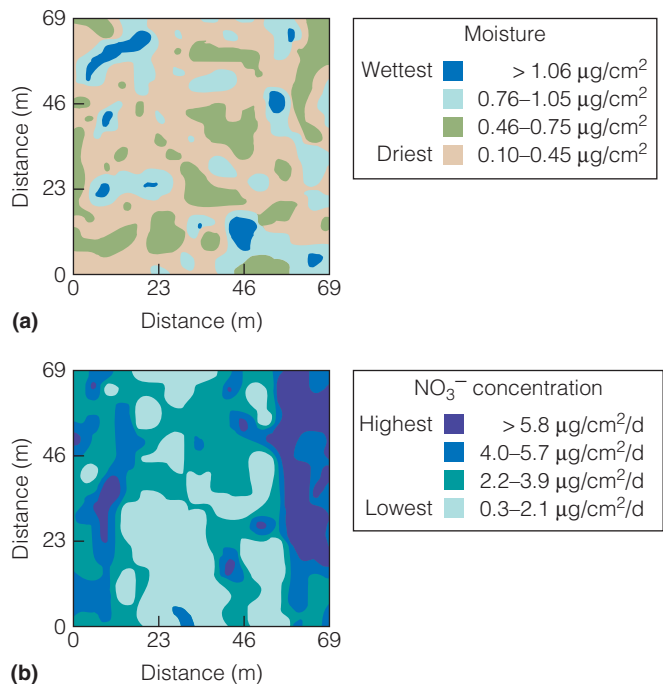 69
46
23
0
Distance (m)
0 23 46 69
Distance (m)
(a)
Moisture
Wettest > 1.06 μg/cm²
0.76–1.05 μg/cm²
0.46–0.75 μg/cm²
Driest 0.10–0.45 μg/cm²
69
46
23
0
Distance (m)
0 23 46 69
Distance (m)
(b)
NO₃⁻ concentration
Highest > 5.8 μg/cm²/d
4.0–5.7 μg/cm²/d
2.2–3.9 μg/cm²/d
Lowest 0.3–2.1 μg/cm²/d